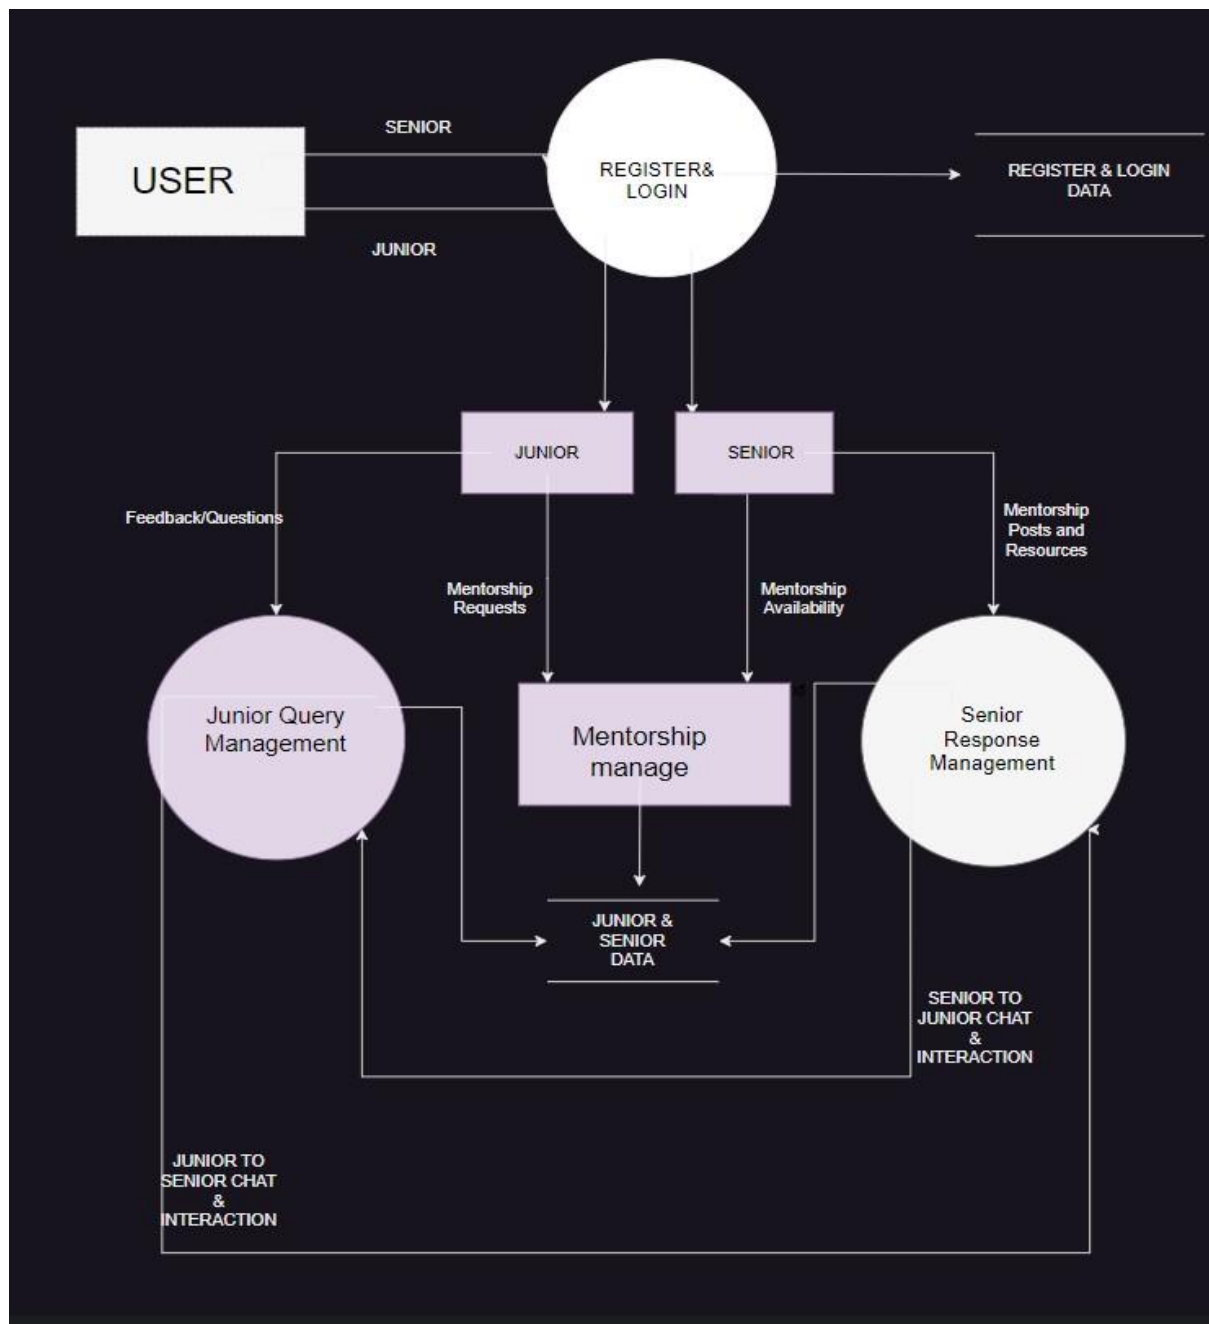 SENIOR
USER
REGISTER&
LOGIN
REGISTER & LOGIN
DATA
JUNIOR
JUNIOR
SENIOR
Feedback/Questions
Mentorship
Posts and
Resources
Mentorship
Requests
Mentorship
Availability
Junior Query
Management
Mentorship
manage
Senior
Response
Management
JUNIOR &
SENIOR
DATA
SENIOR TO
JUNIOR CHAT
&
INTERACTION
JUNIOR TO
SENIOR CHAT
&
INTERACTION